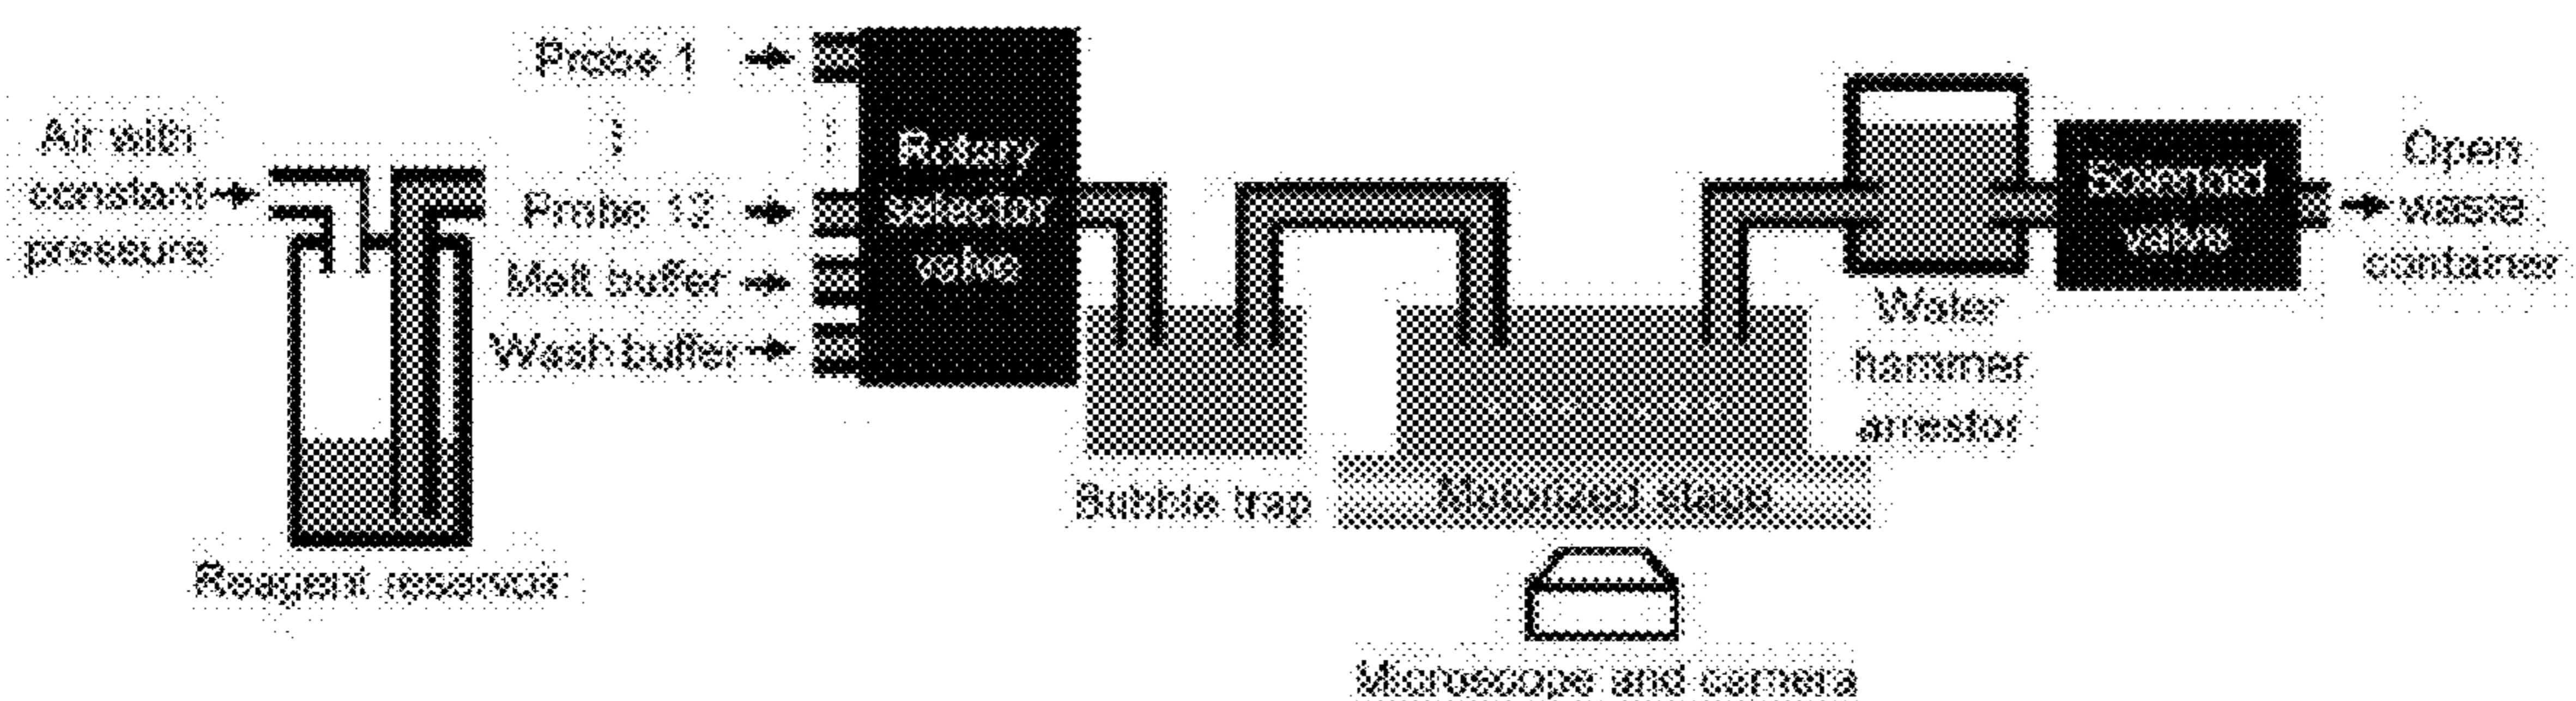 Air with
constant
pressure
Reagent reservoir
Probe 1
Probe 12
Melt buffer
Wash buffer
Rotary
selector
valve
Bubble trap
Motorized stage
Microscope and camera
Water
hammer
arrestor
Solenoid
valve
Open
waste
container